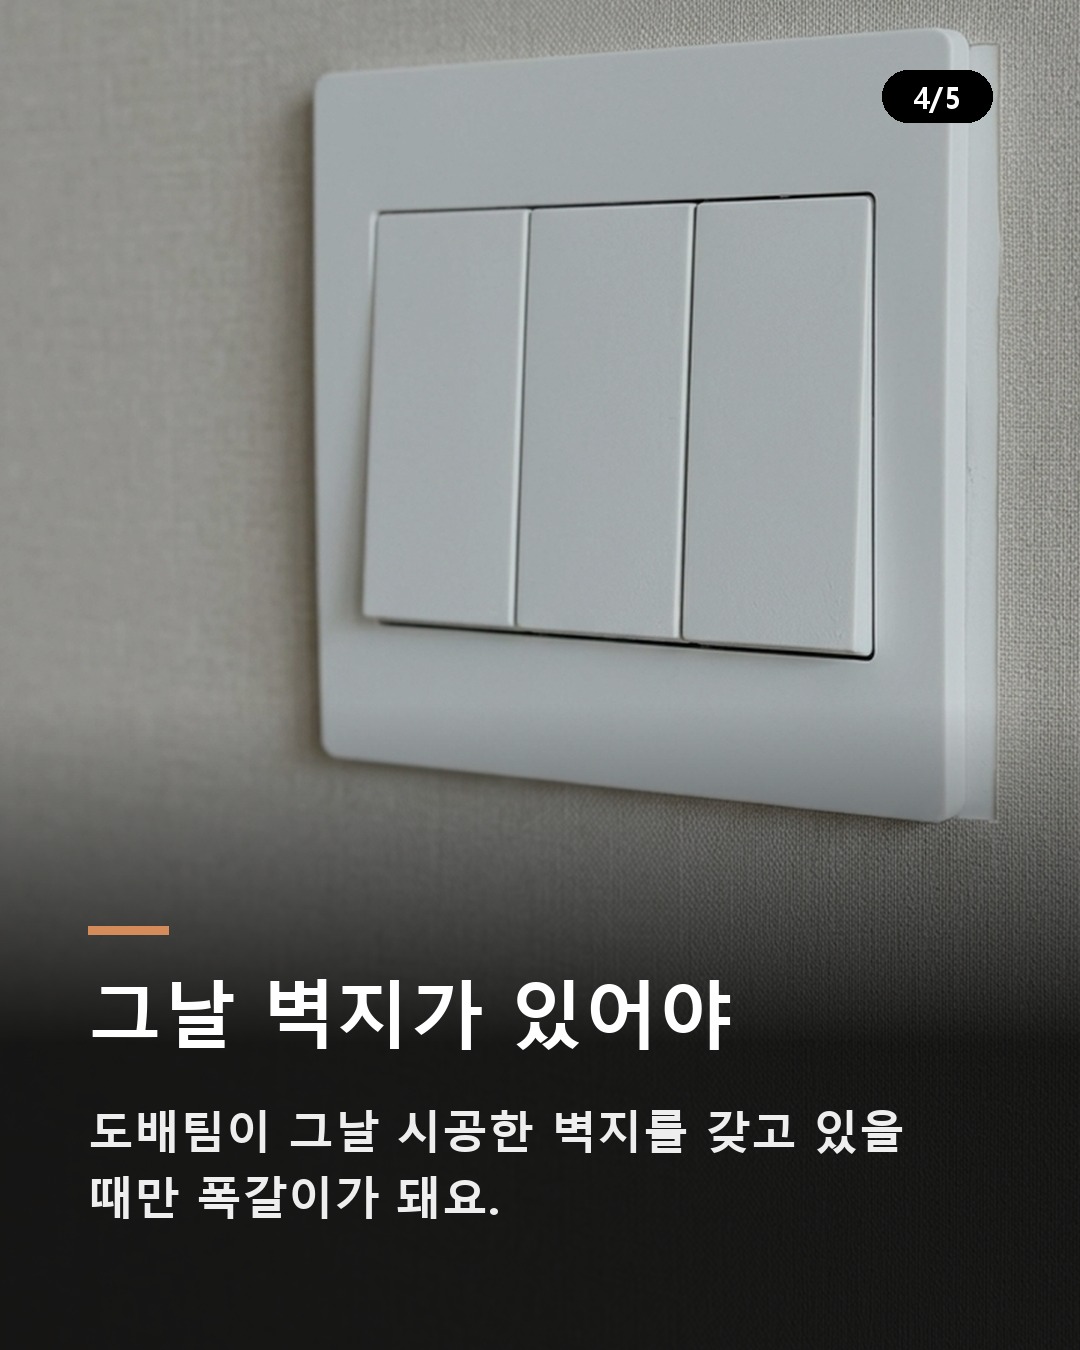 4/5
그날 벽지가 있어야
도배팀이 그날 시공한 벽지를 갖고 있을
때만 폭갈이가 돼요.